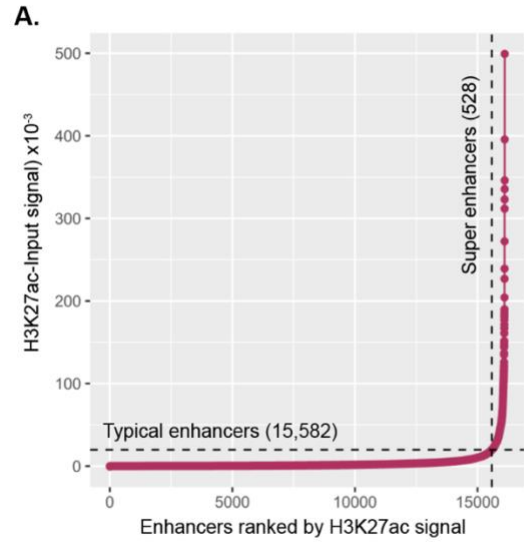 A.
500
400
300
200
100
0
H3K27ac-Input signal) x10⁻³
Super enhancers (528)
Typical enhancers (15,582)
0 5000 10000 15000
Enhancers ranked by H3K27ac signal